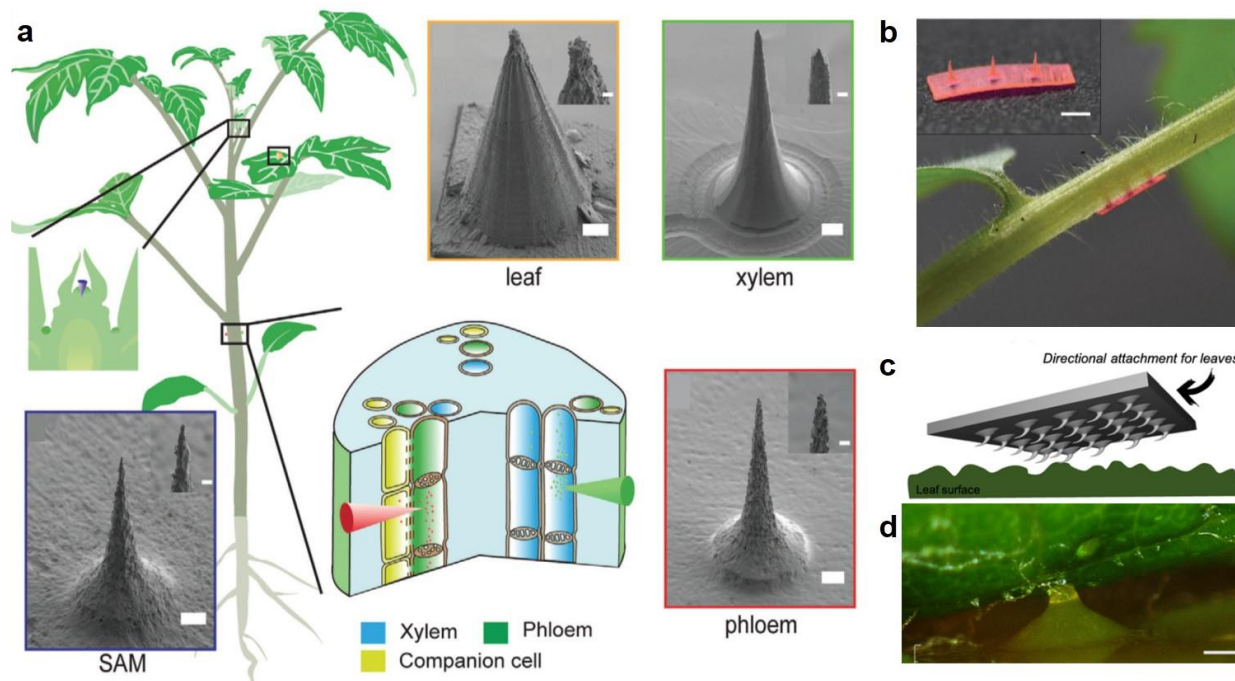 a
leaf
xylem
SAM
Xylem
Phloem
Companion cell
phloem
b
c
Directional attachment for leaves
Leaf surface
d